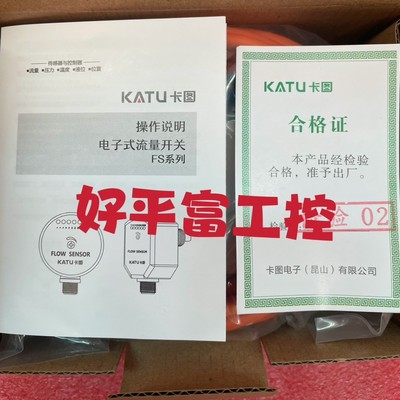 传感器与控制器
●流量 ●压力 ●温度 ●液位 ●位置
KATU卡图
操作说明
电子式流量开关
FS系列
FLOW SENSOR
KATU卡图
FLOW SENSOR
KATU卡图
KATU卡图
合格证
本产品经检验
合格，准予出厂。
检验
检 02
卡图电子（昆山）有限公司
好平富工控